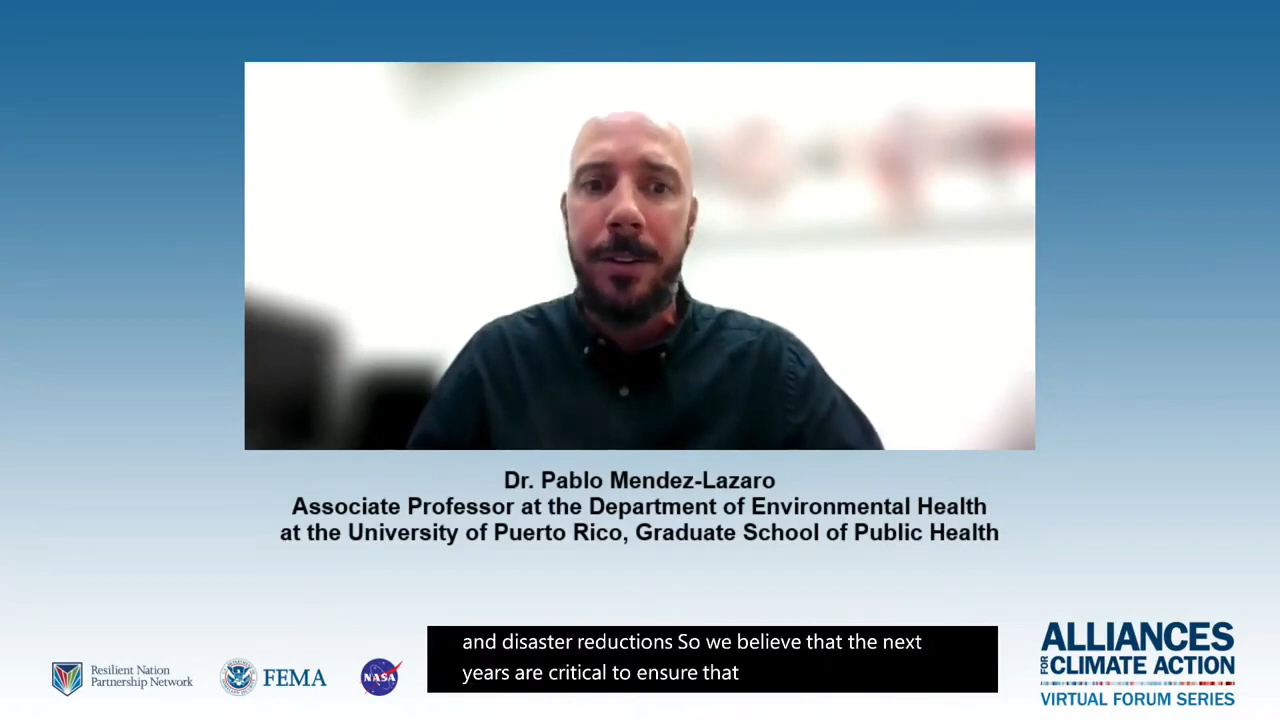 Dr. Pablo Mendez-Lazaro
Associate Professor at the Department of Environmental Health
at the University of Puerto Rico, Graduate School of Public Health
and disaster reductions So we believe that the next
years are critical to ensure that
Resilient Nation
Partnership Network
FEMA
NASA
ALLIANCES
FOR CLIMATE ACTION
VIRTUAL FORUM SERIES